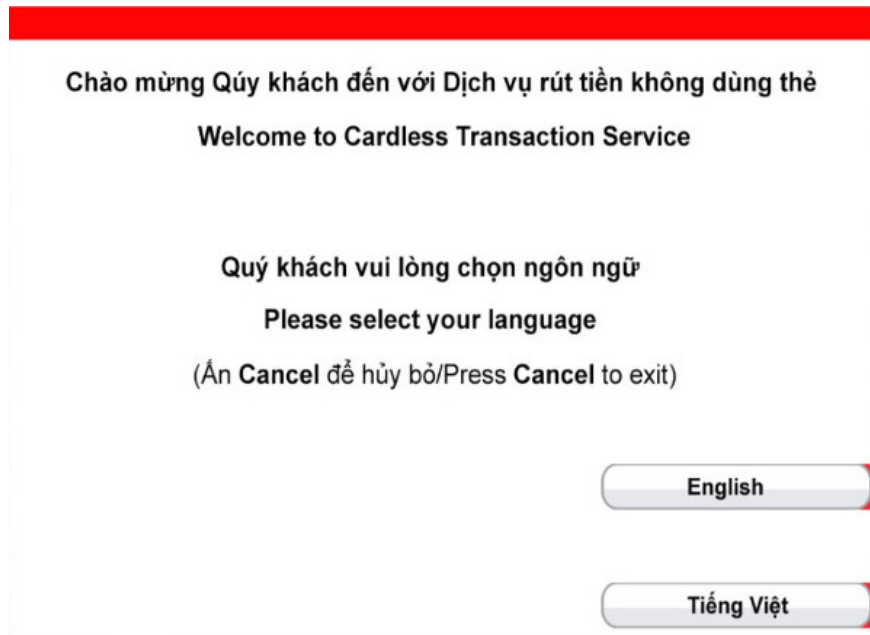 Chào mừng Qúy khách đến với Dịch vụ rút tiền không dùng thẻ
Welcome to Cardless Transaction Service
Quý khách vui lòng chọn ngôn ngữ
Please select your language
(Ấn Cancel để hủy bỏ/Press Cancel to exit)
English
Tiếng Việt